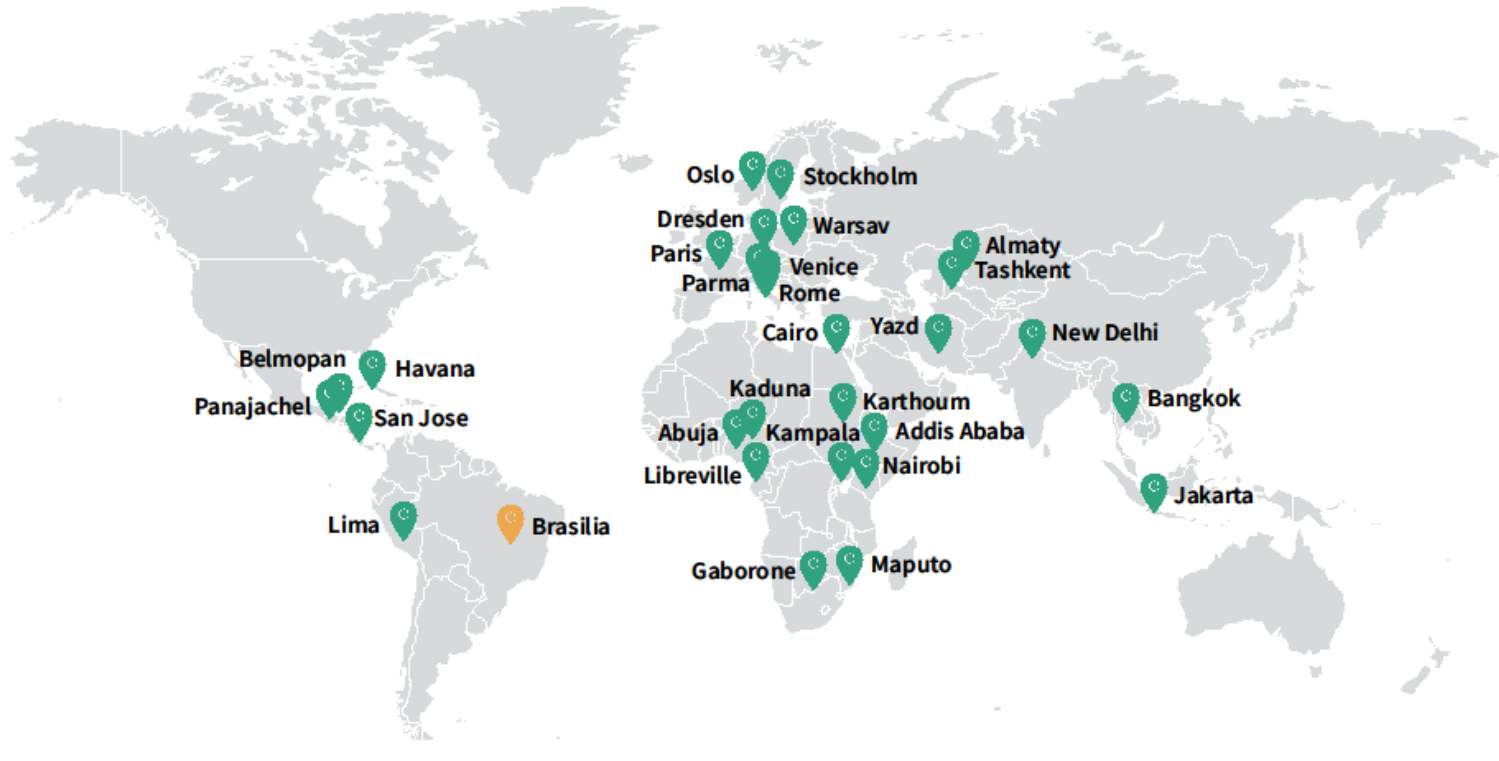 Oslo
Stockholm
Dresden
Warsav
Paris
Almaty
Venice
Tashkent
Parma
Rome
Cairo
Yazd
New Delhi
Belmopan
Havana
Kaduna
Panajachel
Karthoum
Bangkok
San Jose
Abuja
Kampala
Addis Ababa
Libreville
Nairobi
Jakarta
Lima
Brasilia
Gaborone
Maputo